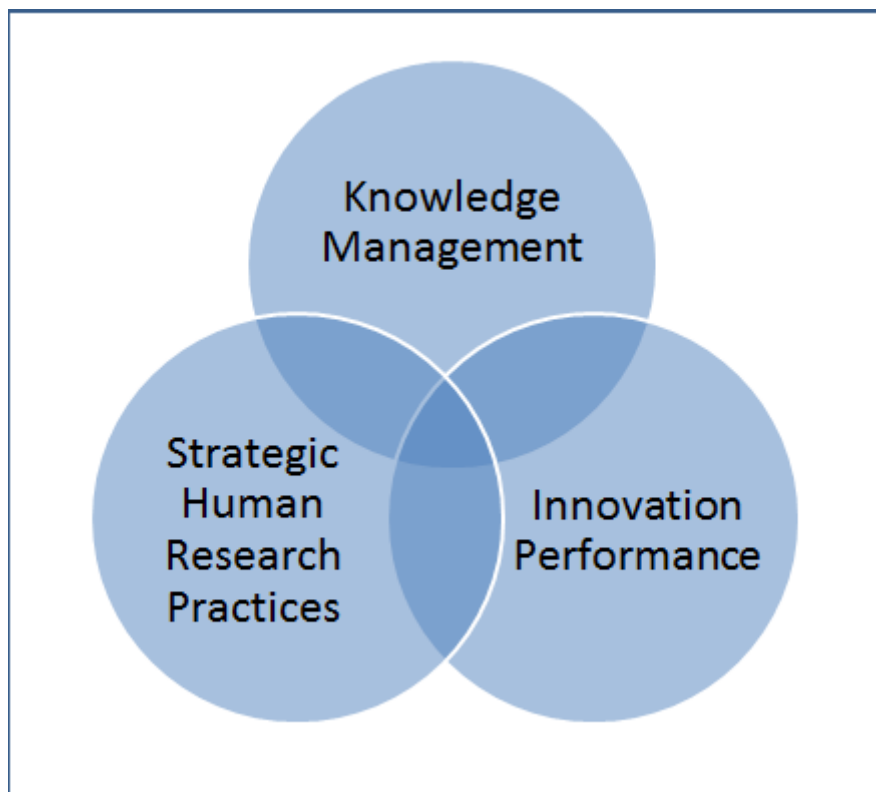 Knowledge
Management
Strategic
Human
Research
Practices
Innovation
Performance